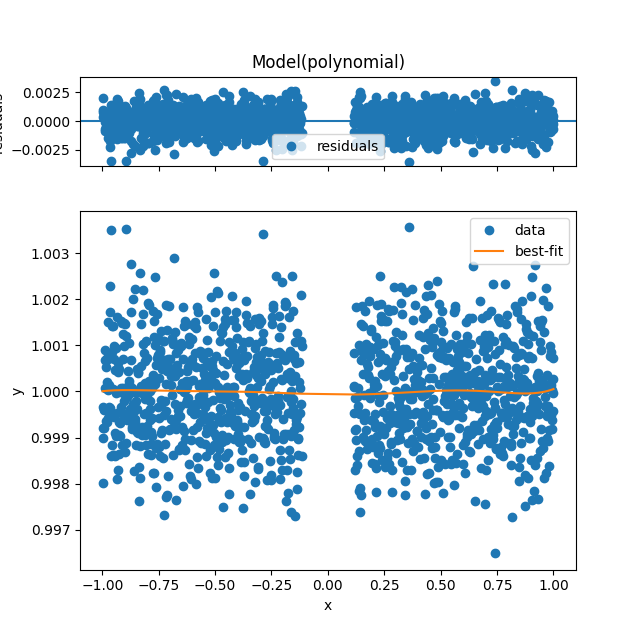 Model(polynomial)
0.0025
0.0000
−0.0025
residuals
residuals
1.003
1.002
1.001
1.000
0.999
0.998
0.997
y
data
best-fit
−1.00 −0.75 −0.50 −0.25 0.00 0.25 0.50 0.75 1.00
x